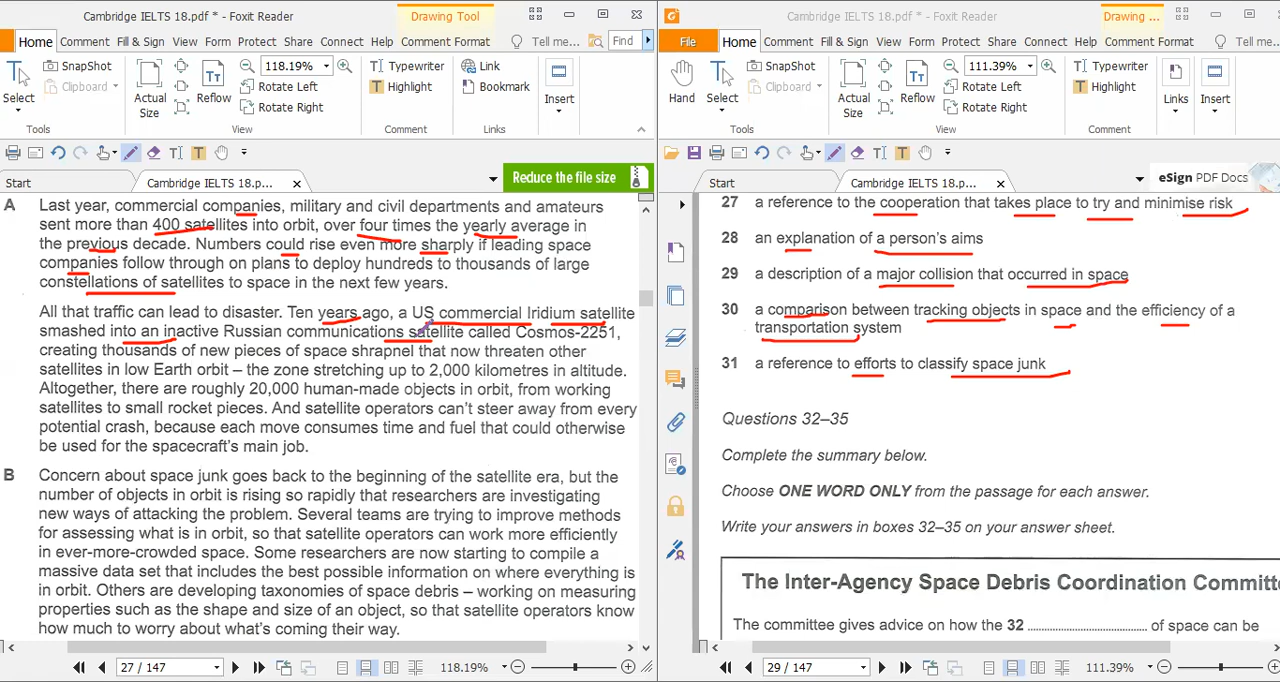 Cambridge IELTS 18.pdf * - Foxit Reader
Drawing Tool
Home Comment Fill & Sign View Form Protect Share Connect Help Comment Format Tell me... Find
Select
SnapShot
Clipboard
Tools
Actual Size
Reflow
118.19%
Rotate Left
Rotate Right
View
Typewriter
Highlight
Comment
Link
Bookmark
Links
Insert
Start
Cambridge IELTS 18.p...
Reduce the file size
A Last year, commercial companies, military and civil departments and amateurs
sent more than 400 satellites into orbit, over four times the yearly average in
the previous decade. Numbers could rise even more sharply if leading space
companies follow through on plans to deploy hundreds to thousands of large
constellations of satellites to space in the next few years.
All that traffic can lead to disaster. Ten years ago, a US commercial Iridium satellite
smashed into an inactive Russian communications satellite called Cosmos-2251,
creating thousands of new pieces of space shrapnel that now threaten other
satellites in low Earth orbit – the zone stretching up to 2,000 kilometres in altitude.
Altogether, there are roughly 20,000 human-made objects in orbit, from working
satellites to small rocket pieces. And satellite operators can't steer away from every
potential crash, because each move consumes time and fuel that could otherwise
be used for the spacecraft's main job.
B Concern about space junk goes back to the beginning of the satellite era, but the
number of objects in orbit is rising so rapidly that researchers are investigating
new ways of attacking the problem. Several teams are trying to improve methods
for assessing what is in orbit, so that satellite operators can work more efficiently
in ever-more-crowded space. Some researchers are now starting to compile a
massive data set that includes the best possible information on where everything is
in orbit. Others are developing taxonomies of space debris – working on measuring
properties such as the shape and size of an object, so that satellite operators know
how much to worry about what's coming their way.
27 / 147
118.19%
Cambridge IELTS 18.pdf * - Foxit Reader
Drawing ...
File Home Comment Fill & Sign View Form Protect Share Connect Help Comment Format Tell me...
Hand
Select
SnapShot
Clipboard
Tools
Actual Size
Reflow
111.39%
Rotate Left
Rotate Right
View
Typewriter
Highlight
Comment
Links
Insert
Start
Cambridge IELTS 18.p...
eSign PDF Docs
27 a reference to the cooperation that takes place to try and minimise risk
28 an explanation of a person's aims
29 a description of a major collision that occurred in space
30 a comparison between tracking objects in space and the efficiency of a
transportation system
31 a reference to efforts to classify space junk
Questions 32–35
Complete the summary below.
Choose ONE WORD ONLY from the passage for each answer.
Write your answers in boxes 32–35 on your answer sheet.
The Inter-Agency Space Debris Coordination Committe
The committee gives advice on how the 32 .............................. of space can be
29 / 147
111.39%